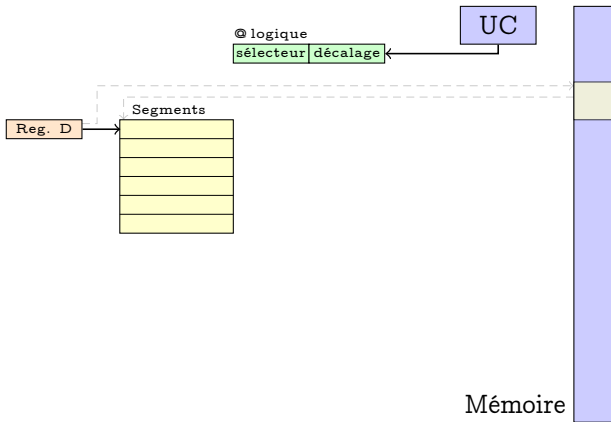 UC
@ logique
sélecteur décalage
Segments
Reg. D
Mémoire